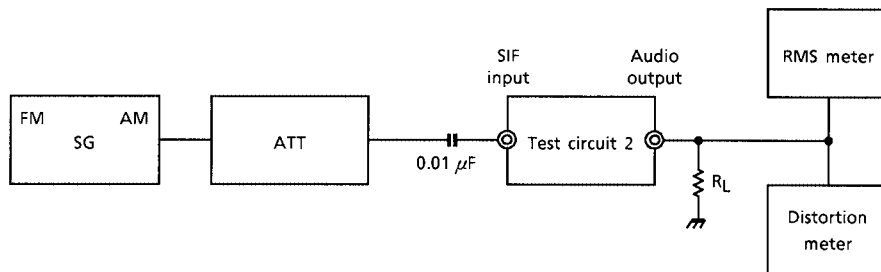 FM
AM
SG
ATT
0.01 μF
SIF
input
Test circuit 2
Audio
output
RL
RMS meter
Distortion
meter